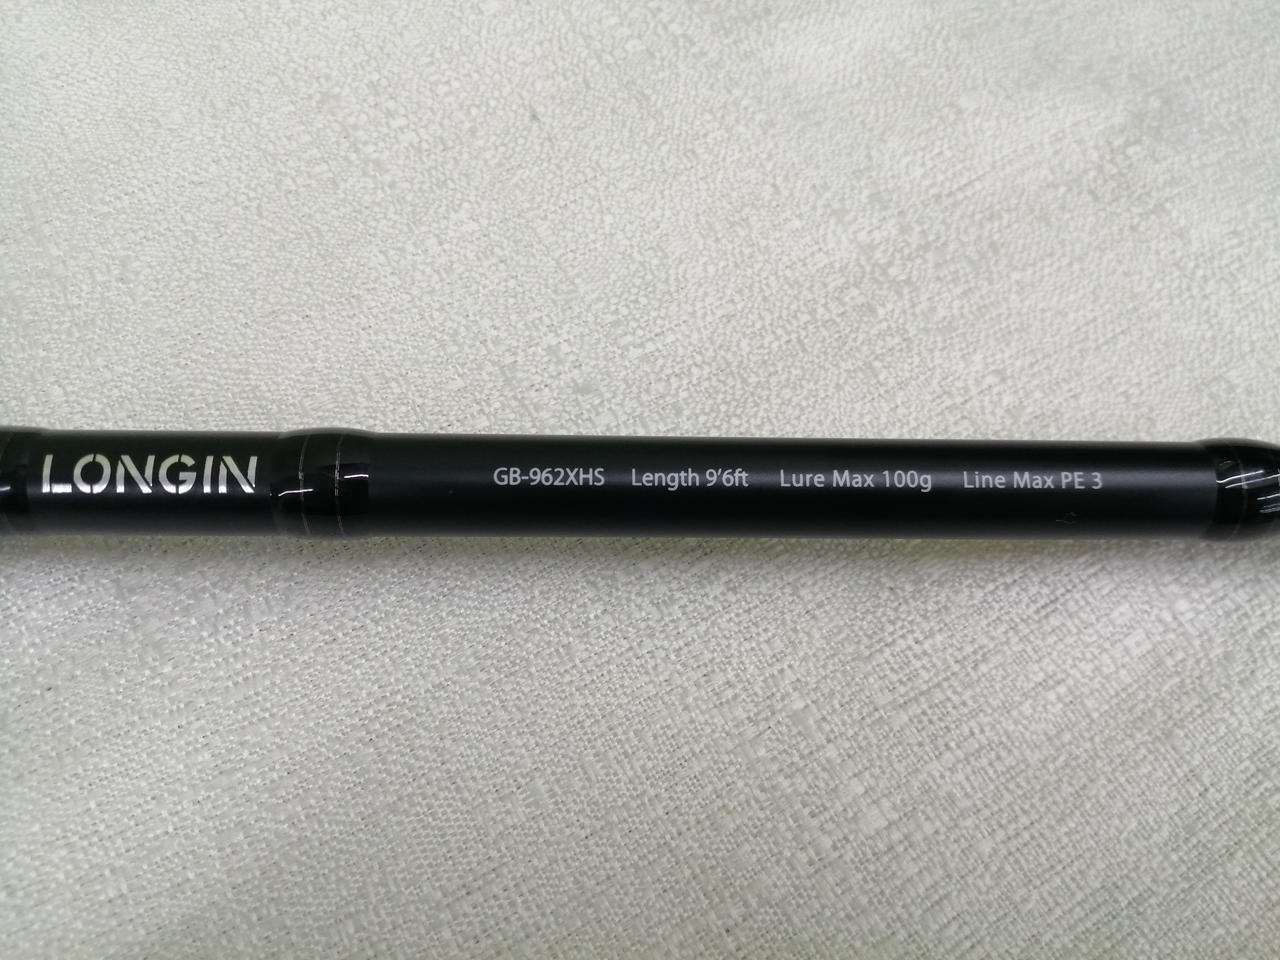 LONGIN GB-962XHS Length 9'6ft Lure Max 100g Line Max PE 3